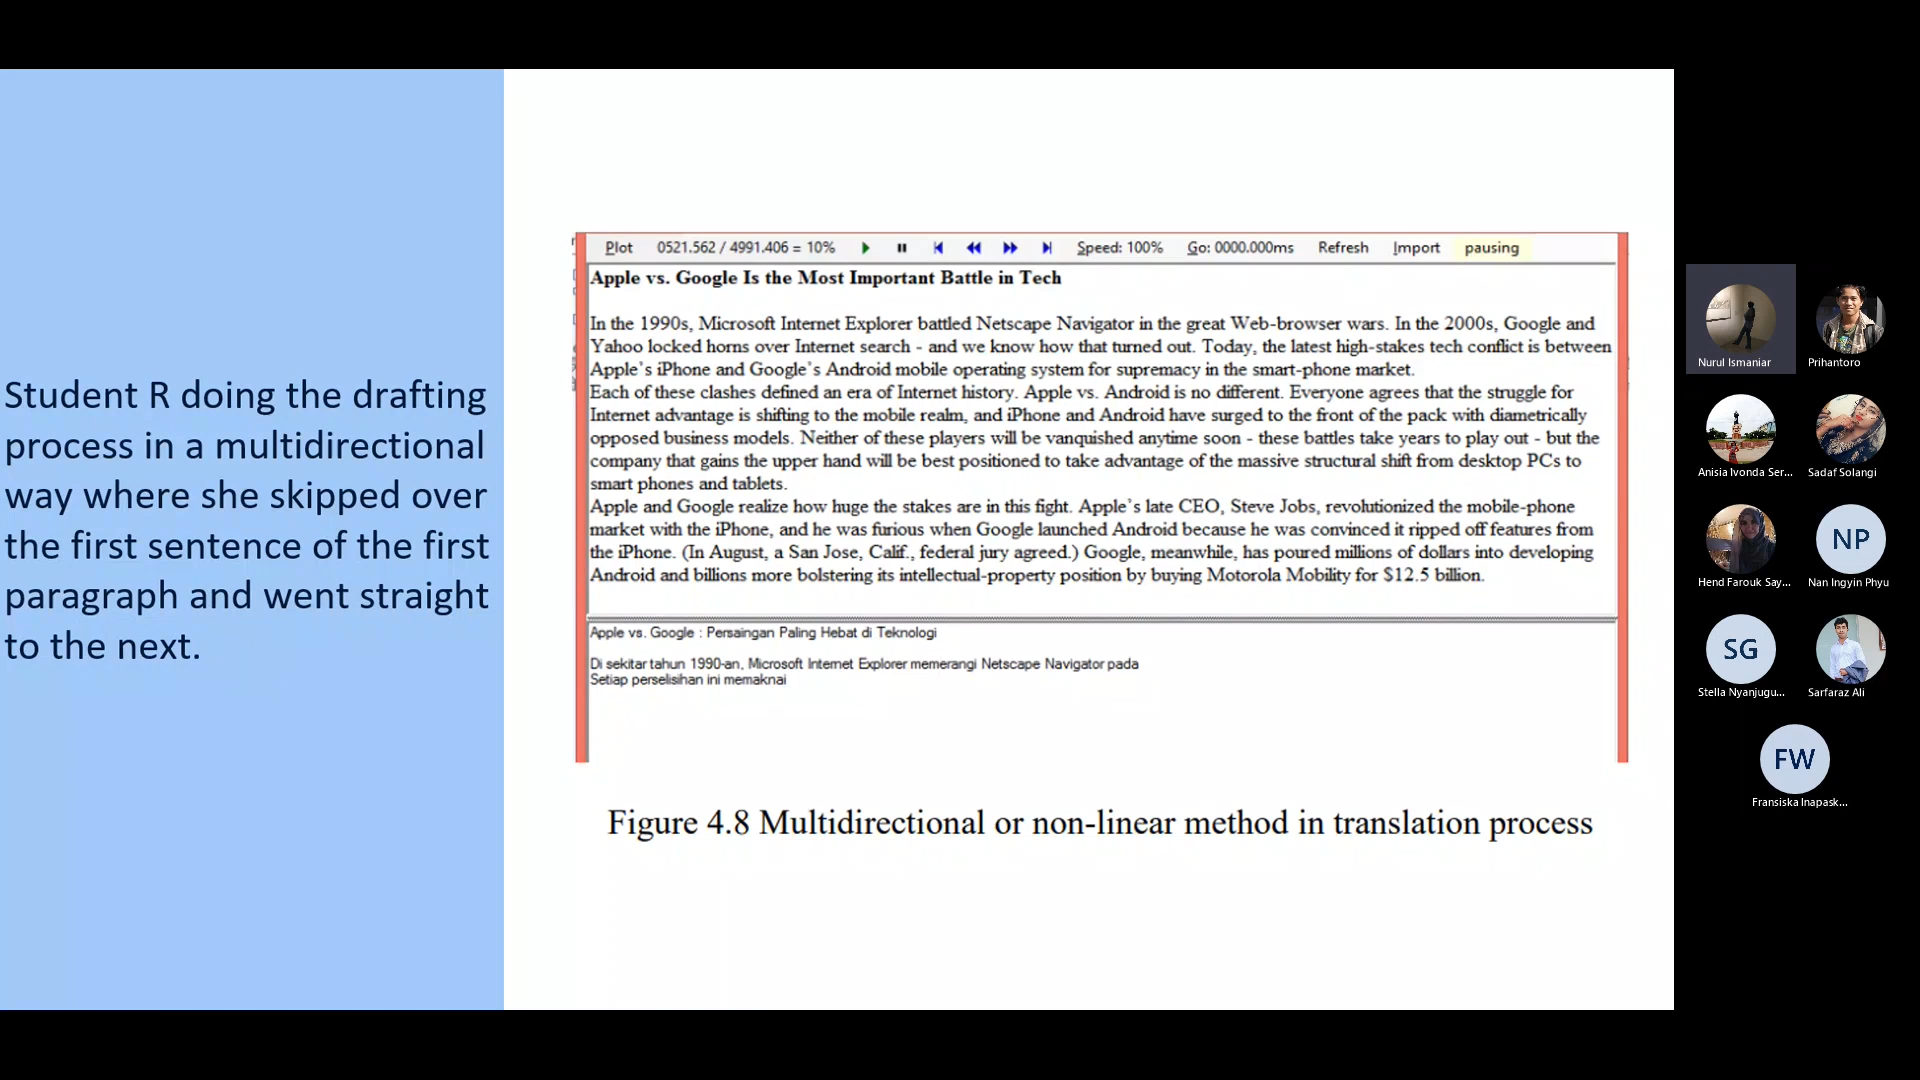 Student R doing the drafting
process in a multidirectional
way where she skipped over
the first sentence of the first
paragraph and went straight
to the next.
Plot 0521.562 / 4991.406 = 10% Speed: 100% Go: 0000.000ms Refresh Import pausing
Apple vs. Google Is the Most Important Battle in Tech
In the 1990s, Microsoft Internet Explorer battled Netscape Navigator in the great Web-browser wars. In the 2000s, Google and
Yahoo locked horns over Internet search - and we know how that turned out. Today, the latest high-stakes tech conflict is between
Apple's iPhone and Google's Android mobile operating system for supremacy in the smart-phone market.
Each of these clashes defined an era of Internet history. Apple vs. Android is no different. Everyone agrees that the struggle for
Internet advantage is shifting to the mobile realm, and iPhone and Android have surged to the front of the pack with diametrically
opposed business models. Neither of these players will be vanquished anytime soon - these battles take years to play out - but the
company that gains the upper hand will be best positioned to take advantage of the massive structural shift from desktop PCs to
smart phones and tablets.
Apple and Google realize how huge the stakes are in this fight. Apple's late CEO, Steve Jobs, revolutionized the mobile-phone
market with the iPhone, and he was furious when Google launched Android because he was convinced it ripped off features from
the iPhone. (In August, a San Jose, Calif., federal jury agreed.) Google, meanwhile, has poured millions of dollars into developing
Android and billions more bolstering its intellectual-property position by buying Motorola Mobility for $12.5 billion.
Apple vs. Google : Persaingan Paling Hebat di Teknologi
Di sekitar tahun 1990-an, Microsoft Internet Explorer memerangi Netscape Navigator pada
Setiap perselisihan ini memaknai
Figure 4.8 Multidirectional or non-linear method in translation process
Nurul Ismaniar
Prihantoro
Anisia Ivonda Ser...
Sadaf Solangi
Hend Farouk Say...
NP
Nan Ingyin Phyu
SG
Stella Nyanjugu...
Sarfaraz Ali
FW
Fransiska Inapask...